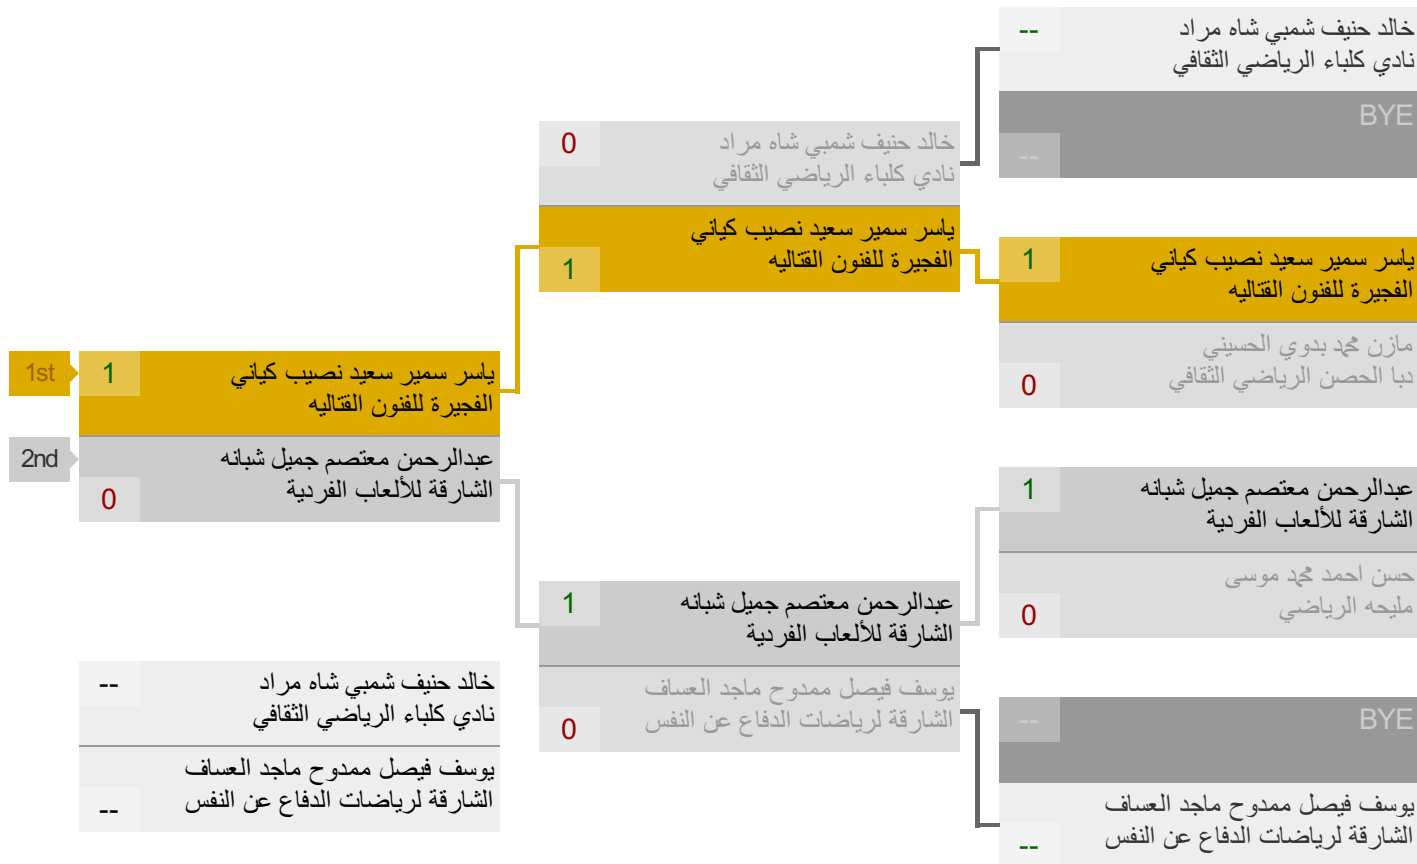 خالد حنيف شمبي شاه مراد
--
نادي كلباء الرياضي الثقافي
BYE
--
خالد حنيف شمبي شاه مراد
0
نادي كلباء الرياضي الثقافي
ياسر سمير سعيد نصيب كياني
الفجيرة للفنون القتاليه
1
ياسر سمير سعيد نصيب كياني
1
الفجيرة للفنون القتاليه
مازن محمد بدوي الحسيني
دبا الحصن الرياضي الثقافي
0
1st
1
ياسر سمير سعيد نصيب كياني
الفجيرة للفنون القتاليه
2nd
عبدالرحمن معتصم جميل شبانه
الشارقة للألعاب الفردية
0
عبدالرحمن معتصم جميل شبانه
1
الشارقة للألعاب الفردية
حسن احمد محمد موسى
مليحه الرياضي
0
عبدالرحمن معتصم جميل شبانه
1
الشارقة للألعاب الفردية
يوسف فيصل ممدوح ماجد العساف
الشارقة لرياضات الدفاع عن النفس
0
خالد حنيف شمبي شاه مراد
--
نادي كلباء الرياضي الثقافي
يوسف فيصل ممدوح ماجد العساف
الشارقة لرياضات الدفاع عن النفس
--
BYE
--
يوسف فيصل ممدوح ماجد العساف
الشارقة لرياضات الدفاع عن النفس
--